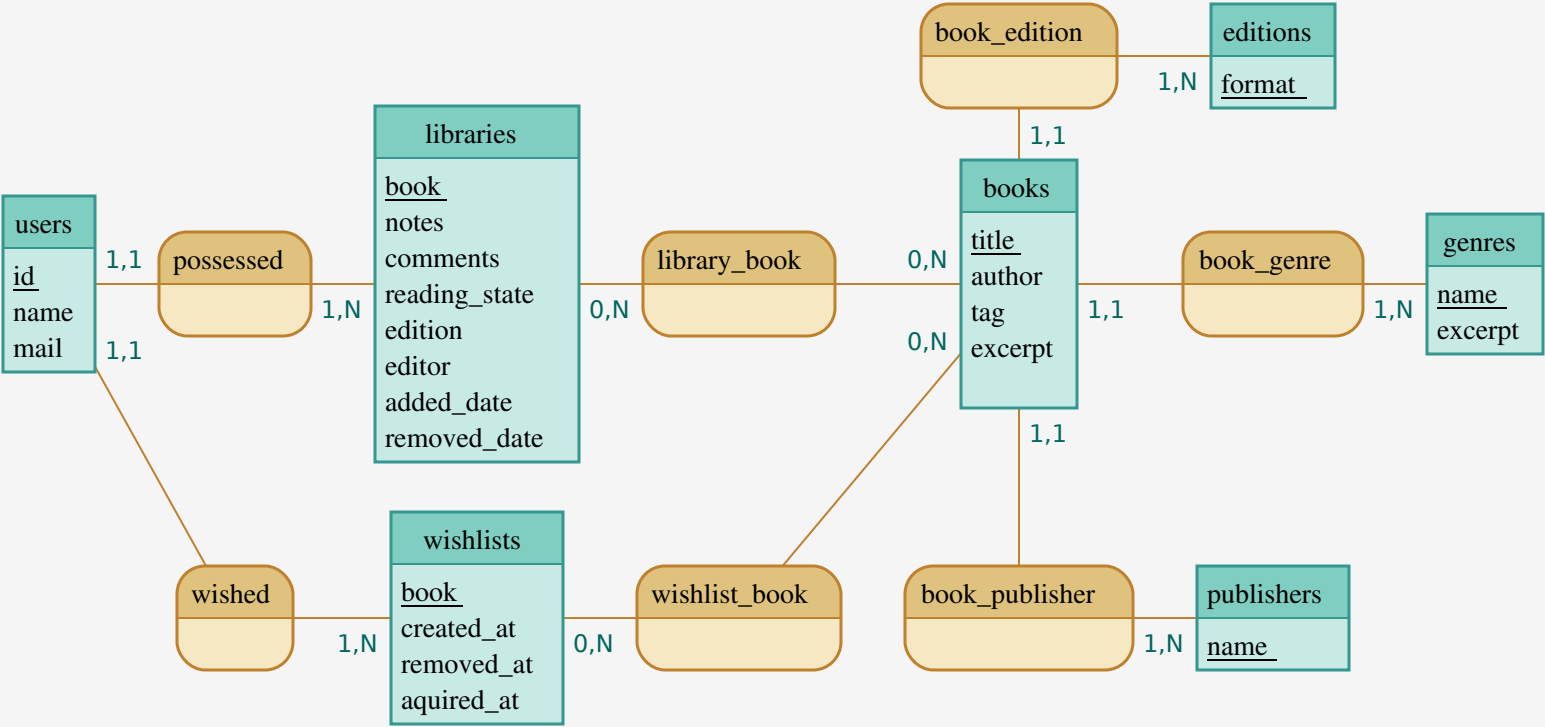 book_edition
editions
1,N
format
1,1
libraries
book
notes
comments
reading_state
edition
editor
added_date
removed_date
books
title
author
tag
excerpt
users
id
name
mail
1,1
possessed
1,N
0,N
library_book
0,N
1,1
book_genre
1,N
genres
name
excerpt
1,1
0,N
1,1
wishlists
book
created_at
removed_at
aquired_at
wished
1,N
0,N
wishlist_book
book_publisher
1,N
publishers
name